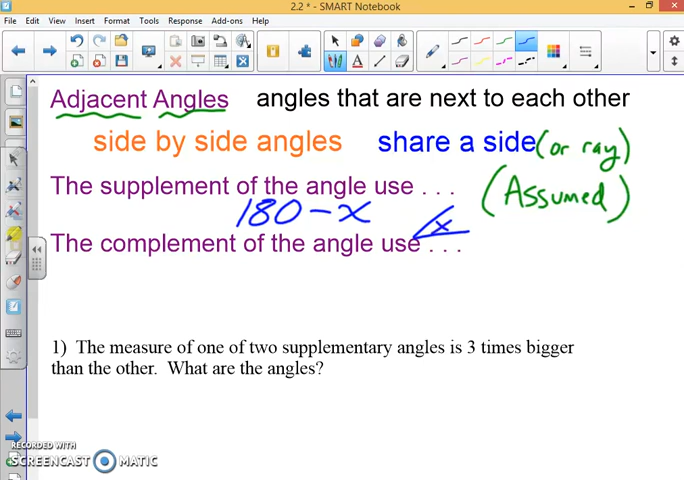 2.2 * - SMART Notebook
File Edit View Insert Format Tools Response Add-ons Help
Adjacent Angles angles that are next to each other
side by side angles share a side (or ray)
The supplement of the angle use . . . (Assumed)
180 - x x
The complement of the angle use . . .
1) The measure of one of two supplementary angles is 3 times bigger
than the other. What are the angles?
RECORDED WITH
SCREENCAST MATIC